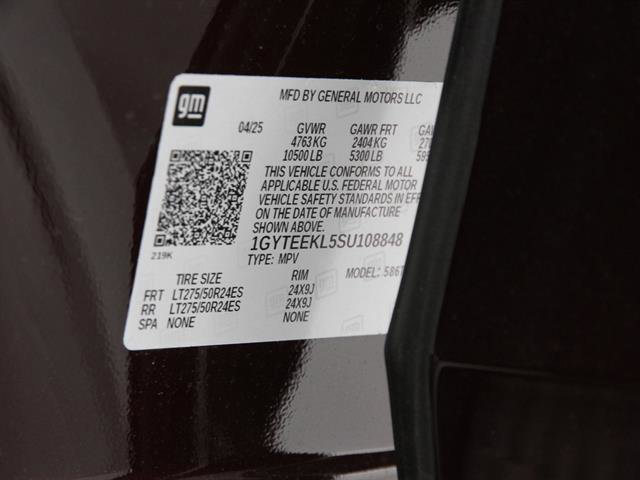 gm
MFD BY GENERAL MOTORS LLC
04/25 GVWR GAWR FRT
4763 KG 2404 KG
10500 LB 5300 LB
THIS VEHICLE CONFORMS TO ALL
APPLICABLE U.S. FEDERAL MOTOR
VEHICLE SAFETY STANDARDS IN
ON THE DATE OF MANUFACTURE
SHOWN ABOVE.
219K
1GYTEEKL5SU108848
TYPE: MPV MODEL:
TIRE SIZE RIM
FRT LT275/50R24ES 24X9J
RR LT275/50R24ES 24X9J
SPA NONE NONE